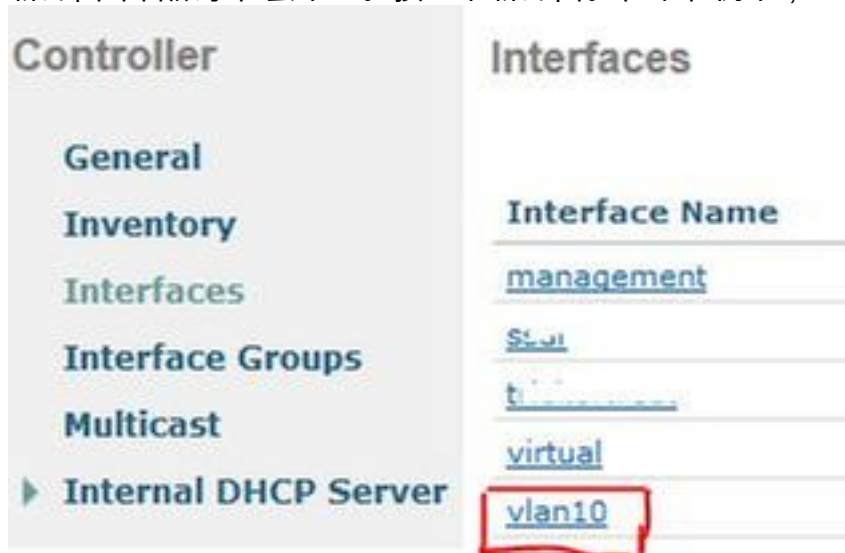 Controller
General
Inventory
Interfaces
Interface Groups
Multicast
Internal DHCP Server
Interfaces
Interface Name
management
virtual
vlan10